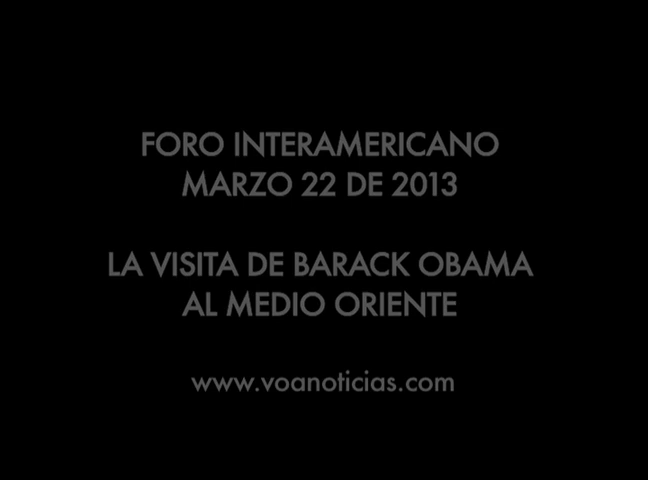 FORO INTERAMERICANO
MARZO 22 DE 2013
LA VISITA DE BARACK OBAMA
AL MEDIO ORIENTE
www.voanoticias.com